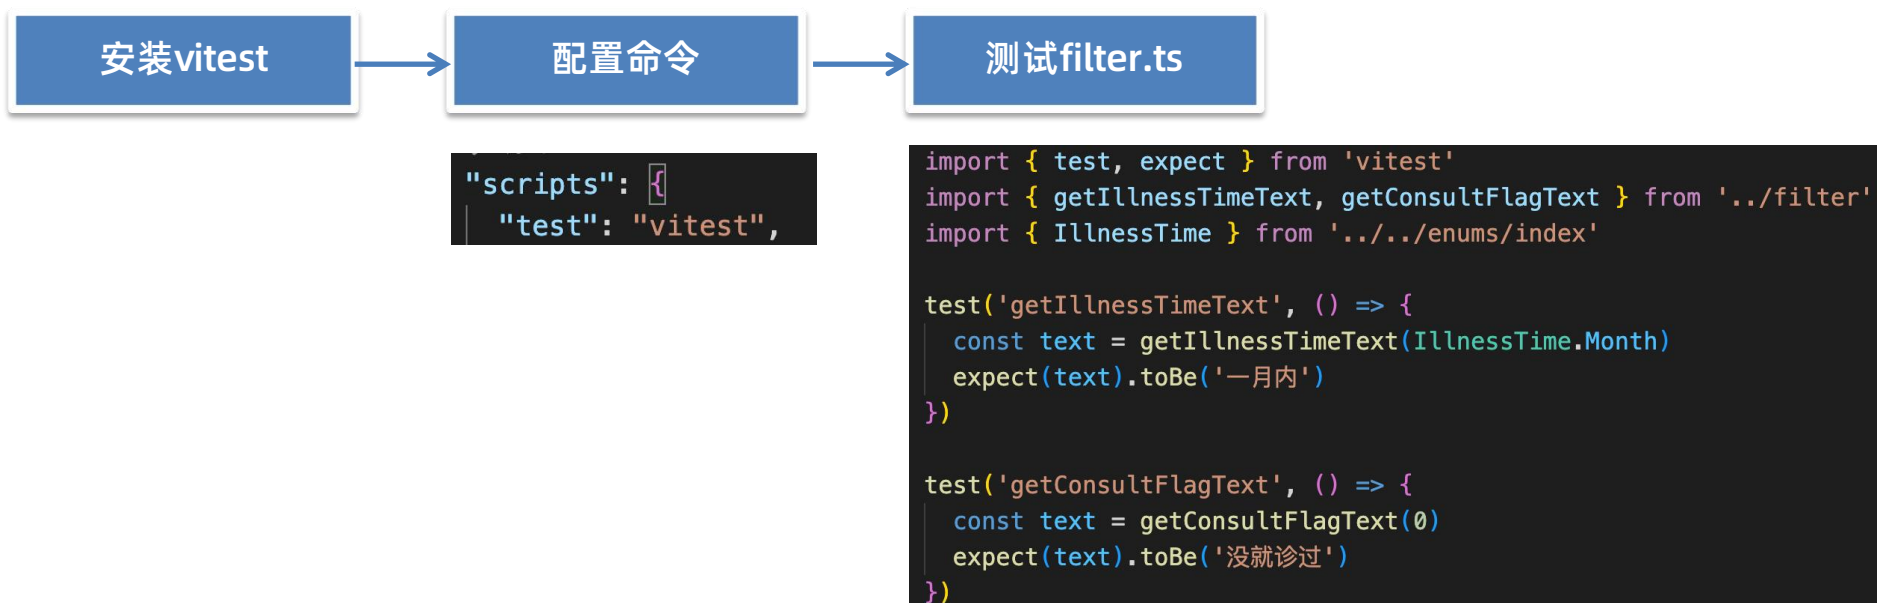 安装vitest
配置命令
测试filter.ts
"scripts": {
"test": "vitest",
import { test, expect } from 'vitest'
import { getIllnessTimeText, getConsultFlagText } from '../filter'
import { IllnessTime } from '../../enums/index'
test('getIllnessTimeText', () => {
const text = getIllnessTimeText(IllnessTime.Month)
expect(text).toBe('一月内')
})
test('getConsultFlagText', () => {
const text = getConsultFlagText(0)
expect(text).toBe('没就诊过')
})